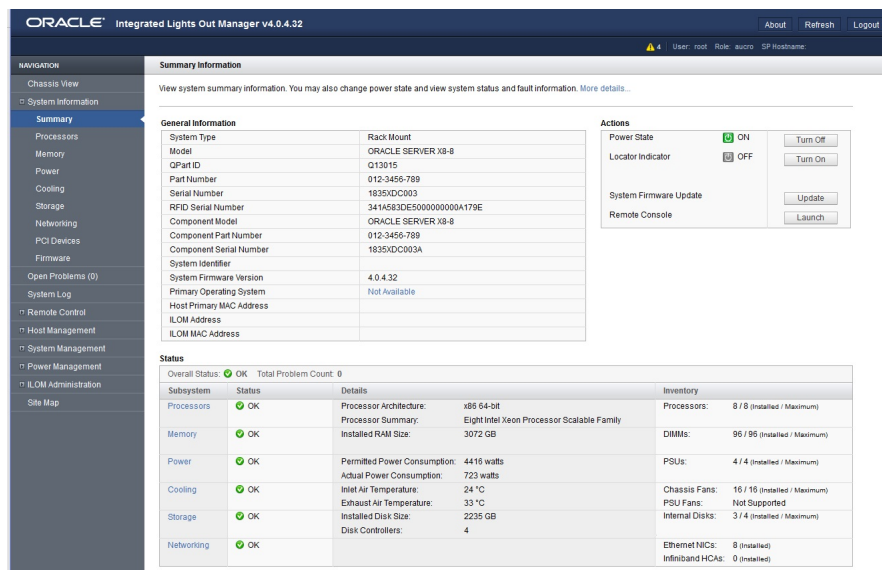 ORACLE® Integrated Lights Out Manager v4.0.4.32
About Refresh Logout
4 User: root Role: aucro SP Hostname:
NAVIGATION
Chassis View
System Information
Summary
Processors
Memory
Power
Cooling
Storage
Networking
PCI Devices
Firmware
Open Problems (0)
System Log
Remote Control
Host Management
System Management
Power Management
ILOM Administration
Site Map
Summary Information
View system summary information. You may also change power state and view system status and fault information. More details...
General Information
System Type Rack Mount
Model ORACLE SERVER X8-8
QPart ID Q13015
Part Number 012-3456-789
Serial Number 1835XDC003
RFID Serial Number 341A583DE5000000000A179E
Component Model ORACLE SERVER X8-8
Component Part Number 012-3456-789
Component Serial Number 1835XDC003A
System Identifier
System Firmware Version 4.0.4.32
Primary Operating System Not Available
Host Primary MAC Address
ILOM Address
ILOM MAC Address
Actions
Power State ON Turn Off
Locator Indicator OFF Turn On
System Firmware Update Update
Remote Console Launch
Status
Overall Status: OK Total Problem Count: 0
Subsystem Status Details Inventory
Processors OK Processor Architecture: x86 64-bit Processors: 8 / 8 (Installed / Maximum)
Processor Summary: Eight Intel Xeon Processor Scalable Family
Memory OK Installed RAM Size: 3072 GB DIMMs: 96 / 96 (Installed / Maximum)
Power OK Permitted Power Consumption: 4416 watts PSUs: 4 / 4 (Installed / Maximum)
Actual Power Consumption: 723 watts
Cooling OK Inlet Air Temperature: 24 °C Chassis Fans: 16 / 16 (Installed / Maximum)
Exhaust Air Temperature: 33 °C PSU Fans: Not Supported
Storage OK Installed Disk Size: 2235 GB Internal Disks: 3 / 4 (Installed / Maximum)
Disk Controllers: 4
Networking OK Ethernet NICs: 8 (Installed)
Infiniband HCAs: 0 (Installed)